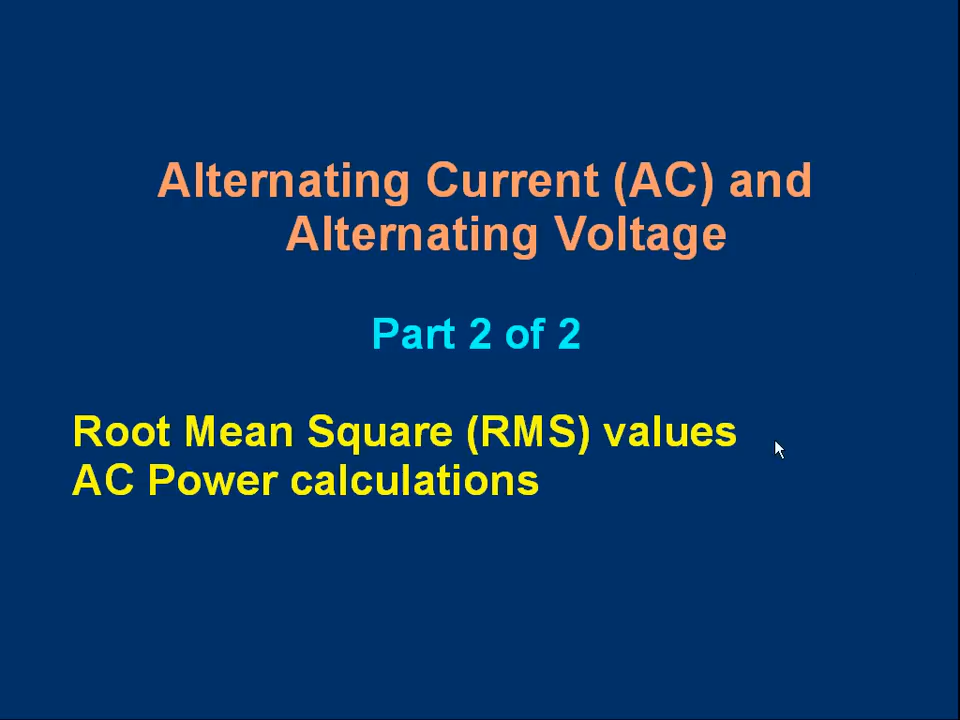 Alternating Current (AC) and
Alternating Voltage
Part 2 of 2
Root Mean Square (RMS) values
AC Power calculations